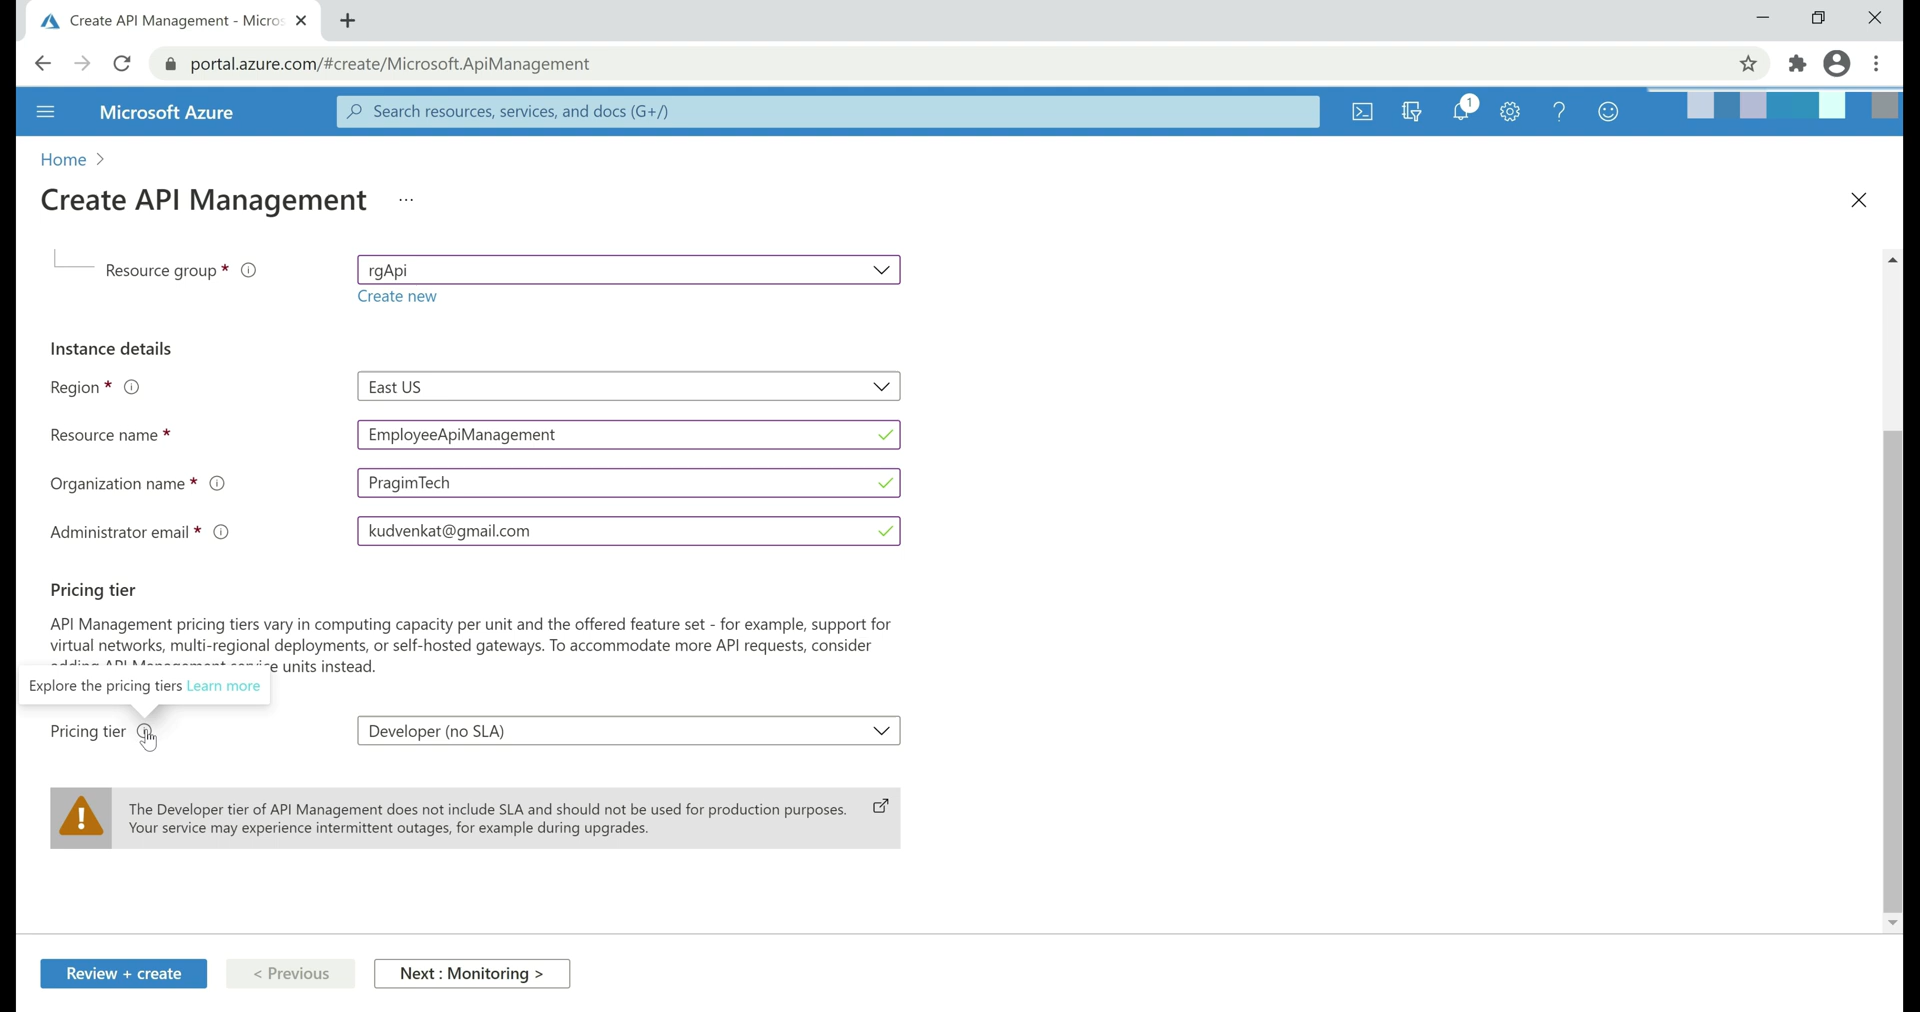 Create API Management - Micros
portal.azure.com/#create/Microsoft.ApiManagement
Microsoft Azure
Search resources, services, and docs (G+/)
1
Home >
Create API Management ...
Resource group * 
rgApi
Create new
Instance details
Region *
East US
Resource name *
EmployeeApiManagement
Organization name *
PragimTech
Administrator email *
kudvenkat@gmail.com
Pricing tier
API Management pricing tiers vary in computing capacity per unit and the offered feature set - for example, support for
virtual networks, multi-regional deployments, or self-hosted gateways. To accommodate more API requests, consider
adding API Management service units instead.
Explore the pricing tiers Learn more
Pricing tier
Developer (no SLA)
The Developer tier of API Management does not include SLA and should not be used for production purposes.
Your service may experience intermittent outages, for example during upgrades.
Review + create
< Previous
Next : Monitoring >